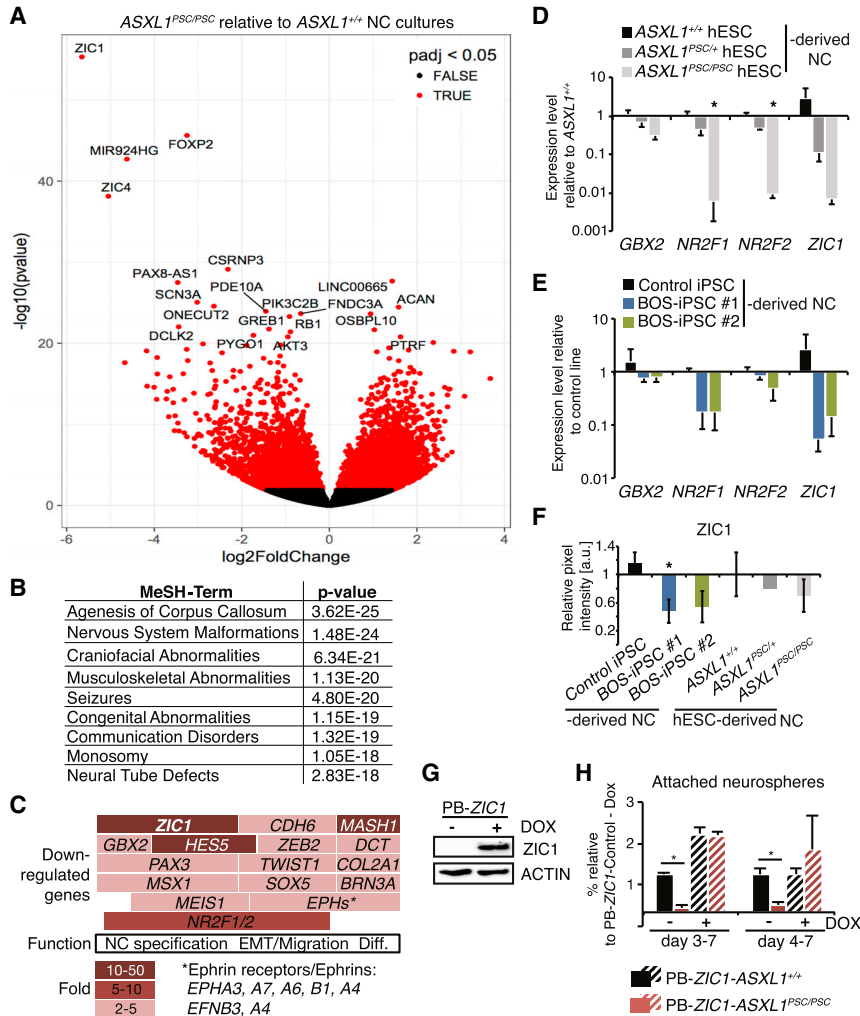 A
ASXL1PSC/PSC relative to ASXL1+/+ NC cultures
ZIC1
padj < 0.05
FALSE
TRUE
FOXP2
MIR924HG
ZIC4
40
CSRNP3
PAX8-AS1
PDE10A
LINC00665
SCN3A
PIK3C2B
ACAN
ONECUT2
FNDC3A
GREB1
RB1
OSBPL10
DCLK2
PYGO1
AKT3
PTRF
20
0
-log10(pvalue)
-6 -4 -2 0 2 4
log2FoldChange
B
MeSH-Term p-value
Agenesis of Corpus Callosum 3.62E-25
Nervous System Malformations 1.48E-24
Craniofacial Abnormalities 6.34E-21
Musculoskeletal Abnormalities 1.13E-20
Seizures 4.80E-20
Congenital Abnormalities 1.15E-19
Communication Disorders 1.32E-19
Monosomy 1.05E-18
Neural Tube Defects 2.83E-18
C
Down-
regulated
genes
ZIC1 CDH6 MASH1
GBX2 HES5 ZEB2 DCT
PAX3 TWIST1 COL2A1
MSX1 SOX5 BRN3A
MEIS1 EPHs*
NR2F1/2
Function NC specification EMT/Migration Diff.
Fold
10-50
5-10
2-5
*Ephrin receptors/Ephrins:
EPHA3, A7, A6, B1, A4
EFNB3, A4
D
ASXL1+/+ hESC
ASXL1PSC/+ hESC
ASXL1PSC/PSC hESC
-derived NC
Expression level
relative to ASXL1+/+
10
1
0.1
0.01
0.001
* *
GBX2 NR2F1 NR2F2 ZIC1
E
Control iPSC
BOS-iPSC #1
BOS-iPSC #2
-derived NC
Expression level relative
to control line
10
1
0.1
0.01
GBX2 NR2F1 NR2F2 ZIC1
F
ZIC1
Relative pixel
intensity [a.u.]
1.4
1
0.6
0.2
*
Control iPSC
BOS-iPSC #1
BOS-iPSC #2
ASXL1+/+
ASXL1PSC/+
ASXL1PSC/PSC
-derived NC
hESC-derived NC
G
PB-ZIC1
- + DOX
ZIC1
ACTIN
H
Attached neurospheres
% relative
to PB-ZIC1-Control - Dox
3
2
1
* *
- + - + DOX
day 3-7 day 4-7
PB-ZIC1-ASXL1+/+
PB-ZIC1-ASXL1PSC/PSC